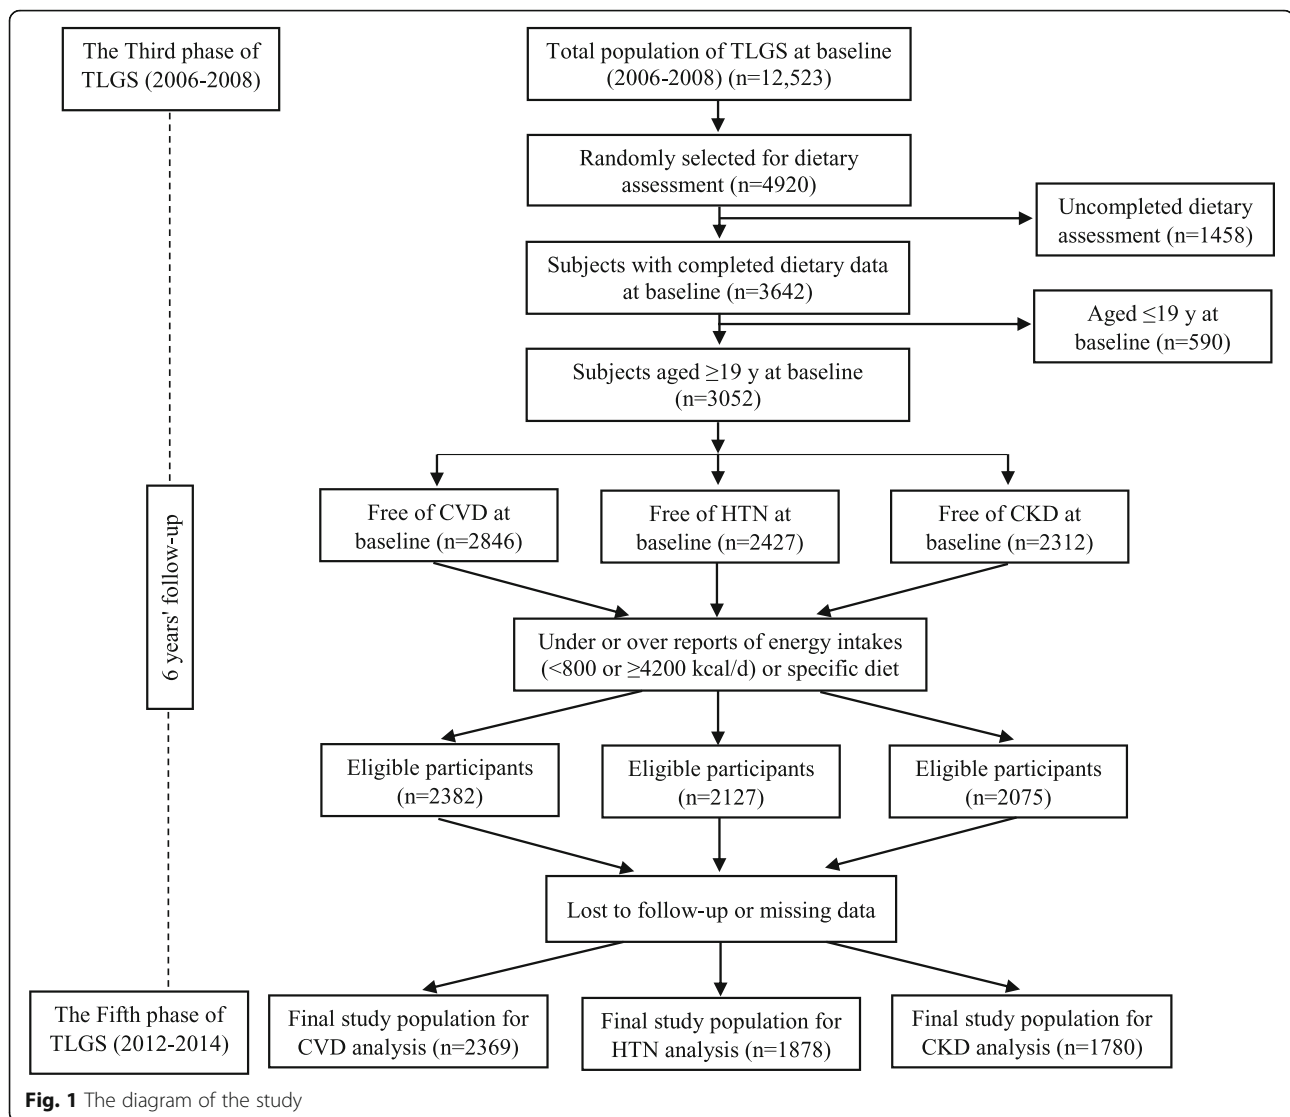 The Third phase of
TLGS (2006-2008)
Total population of TLGS at baseline
(2006-2008) (n=12,523)
Randomly selected for dietary
assessment (n=4920)
Uncompleted dietary
assessment (n=1458)
Subjects with completed dietary data
at baseline (n=3642)
Aged ≤19 y at
baseline (n=590)
Subjects aged ≥19 y at baseline
(n=3052)
6 years' follow-up
Free of CVD at
baseline (n=2846)
Free of HTN at
baseline (n=2427)
Free of CKD at
baseline (n=2312)
Under or over reports of energy intakes
(<800 or ≥4200 kcal/d) or specific diet
Eligible participants
(n=2382)
Eligible participants
(n=2127)
Eligible participants
(n=2075)
Lost to follow-up or missing data
The Fifth phase of
TLGS (2012-2014)
Final study population for
CVD analysis (n=2369)
Final study population for
HTN analysis (n=1878)
Final study population for
CKD analysis (n=1780)
Fig. 1 The diagram of the study